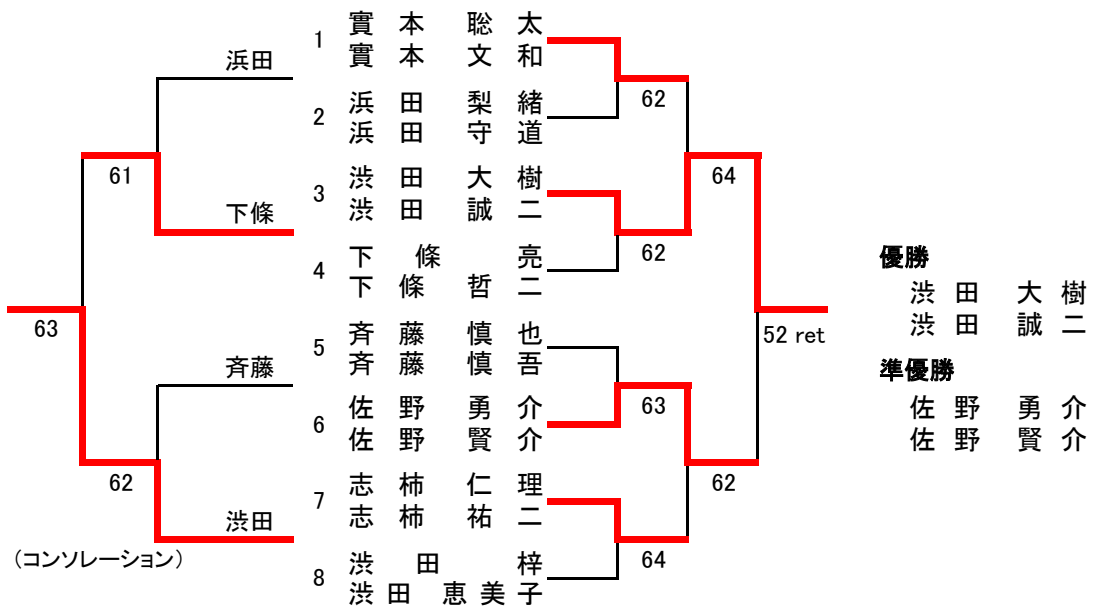 浜田
下條
斉藤
渋田
61
62
63
(コンソレーション)
1
實本 聡太
實本 文和
2
浜田 梨緒
浜田 守道
3
渋田 大樹
渋田 誠二
4
下條 亮
下條 哲二
5
斉藤 慎也
斉藤 慎吾
6
佐野 勇介
佐野 賢介
7
志柿 仁理
志柿 祐二
8
渋田 梓
渋田 恵美子
62
62
63
64
64
62
52 ret
優勝
渋田 大樹
渋田 誠二
準優勝
佐野 勇介
佐野 賢介